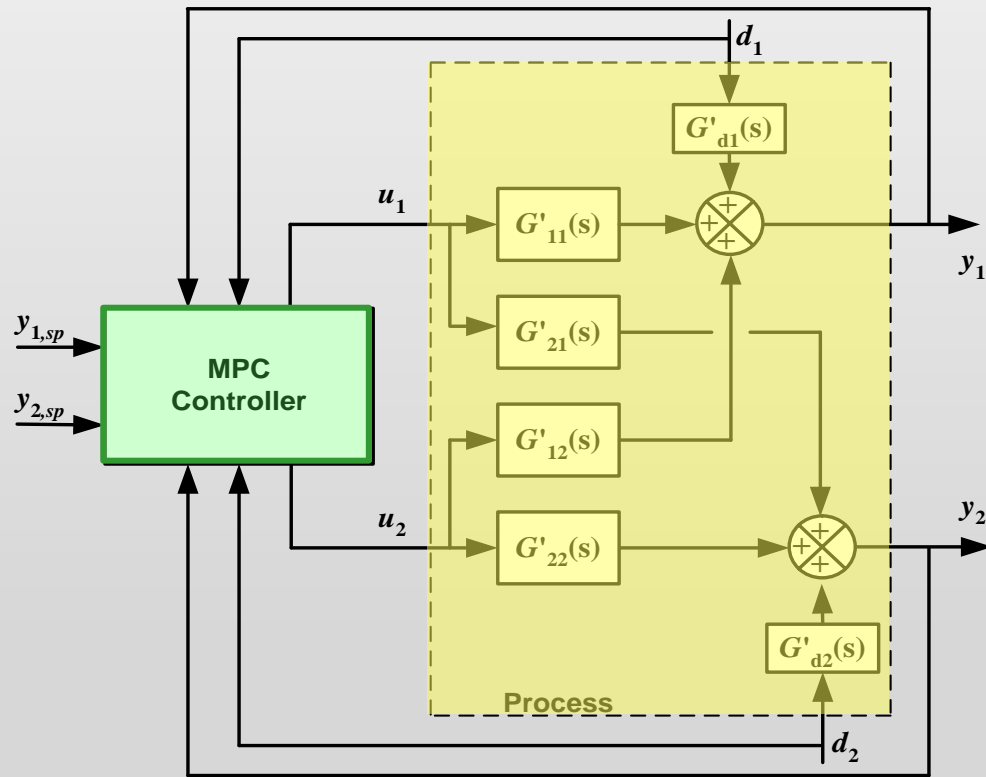 d1
G'd1(s)
u1
G'11(s)
+
+
+
y1
y1,sp
G'21(s)
MPC
Controller
y2,sp
G'12(s)
u2
G'22(s)
+
+
+
y2
G'd2(s)
Process
d2